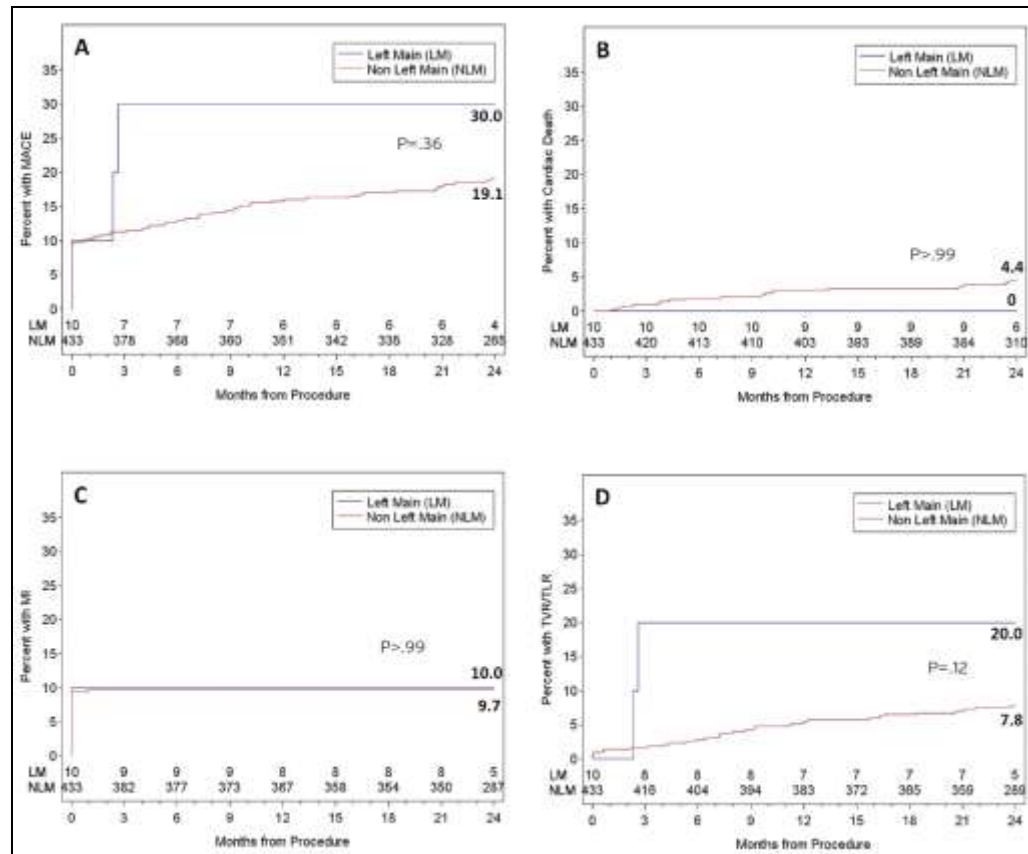 A
Left Main (LM)
Non Left Main (NLM)
Percent with MACE
35
30
25
20
15
10
5
0
30.0
P=.36
19.1
LM 10 7 7 7 6 6 6 6 4
NLM 433 378 368 360 351 342 336 328 265
0 3 6 9 12 15 18 21 24
Months from Procedure
B
Left Main (LM)
Non Left Main (NLM)
Percent with Cardiac Death
35
30
25
20
15
10
5
0
P>.99
4.4
0
LM 10 10 10 10 9 9 9 9 6
NLM 433 420 413 410 403 393 389 384 310
0 3 6 9 12 15 18 21 24
Months from Procedure
C
Left Main (LM)
Non Left Main (NLM)
Percent with MI
35
30
25
20
15
10
5
0
P>.99
10.0
9.7
LM 10 9 9 9 8 8 8 8 5
NLM 433 382 377 373 367 358 354 350 287
0 3 6 9 12 15 18 21 24
Months from Procedure
D
Left Main (LM)
Non Left Main (NLM)
Percent with TVR/TLR
35
30
25
20
15
10
5
0
20.0
P=.12
7.8
LM 10 8 8 8 7 7 7 7 5
NLM 433 416 404 394 383 372 365 359
0 3 6 9 12 15 18 21 24
Months from Procedure